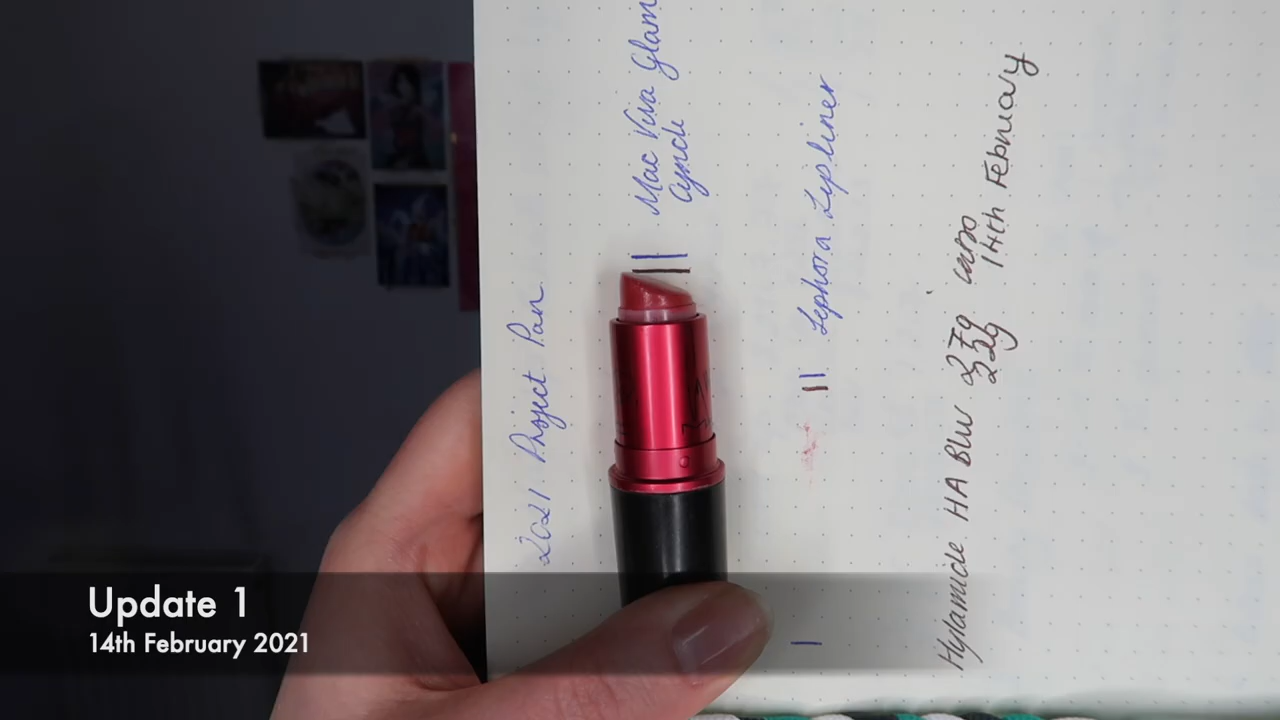 2021 Project Pan
Mac Viva Glam
Cyndi
Sephora Lipliner
Hylamide HA Blur 27g
22g 14th February
Update 1
14th February 2021